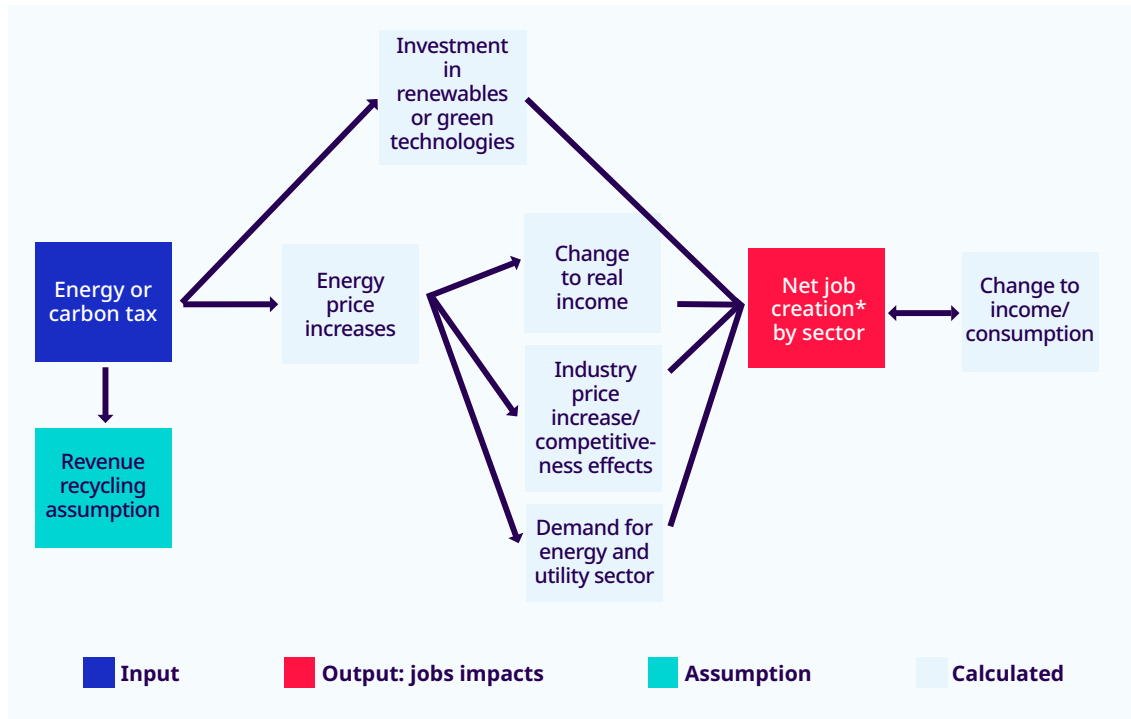 Investment
in
renewables
or green
technologies
Energy or
carbon tax
Energy
price
increases
Change
to real
income
Net job
creation*
by sector
Change to
income/
consumption
Industry
price
increase/
competitive-
ness effects
Revenue
recycling
assumption
Demand for
energy and
utility sector
Input
Output: jobs impacts
Assumption
Calculated